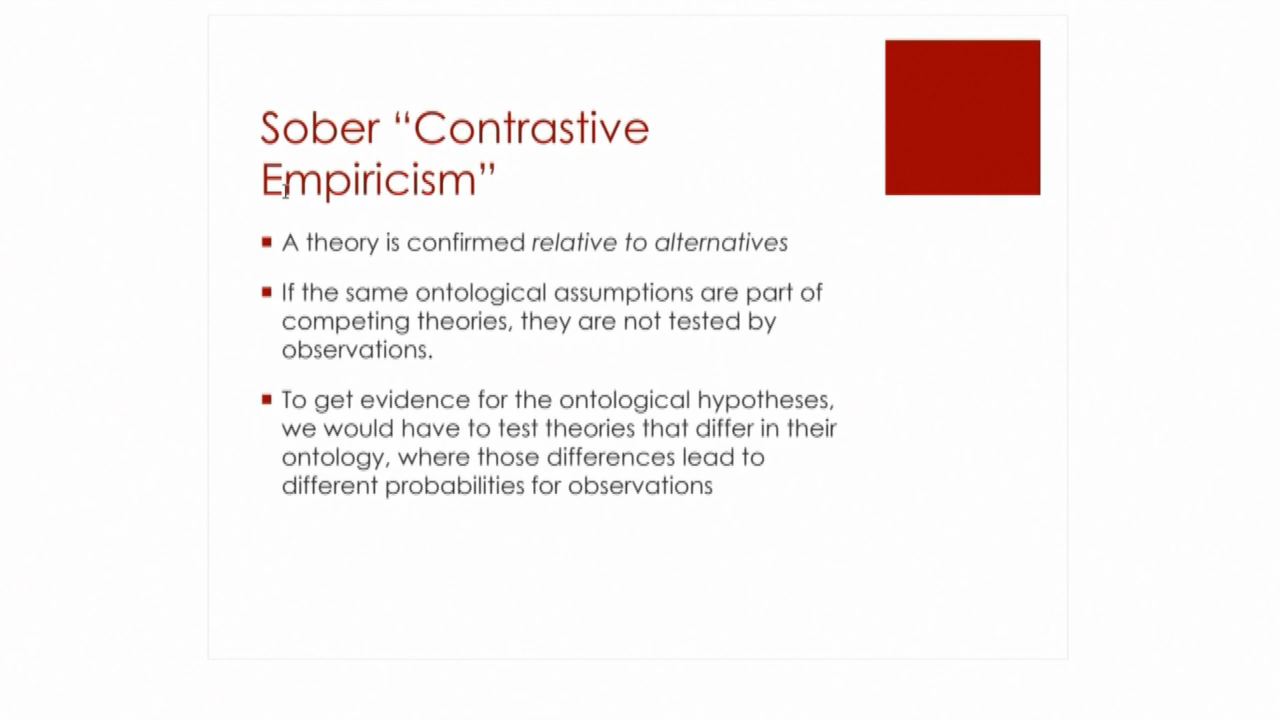 Sober “Contrastive
Empiricism”
A theory is confirmed relative to alternatives
If the same ontological assumptions are part of
competing theories, they are not tested by
observations.
To get evidence for the ontological hypotheses,
we would have to test theories that differ in their
ontology, where those differences lead to
different probabilities for observations